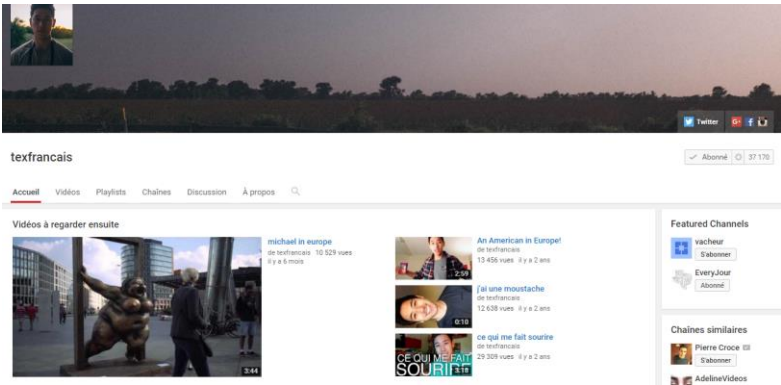 Twitter
texfrancais
Abonné 37 170
Accueil Vidéos Playlists Chaînes Discussion À propos
Vidéos à regarder ensuite
michael in europe
de texfrancais 10 529 vues
il y a 6 mois
3:44
An American in Europe!
de texfrancais
13 456 vues il y a 2 ans
2:59
j'ai une moustache
de texfrancais
12 638 vues il y a 2 ans
0:10
ce qui me fait sourire
de texfrancais
29 309 vues il y a 2 ans
CE QUI ME FAIT
SOURIRE
3:18
Featured Channels
vacheur
S'abonner
EveryJour
Abonné
Chaînes similaires
Pierre Croce
S'abonner
AdelineVideos